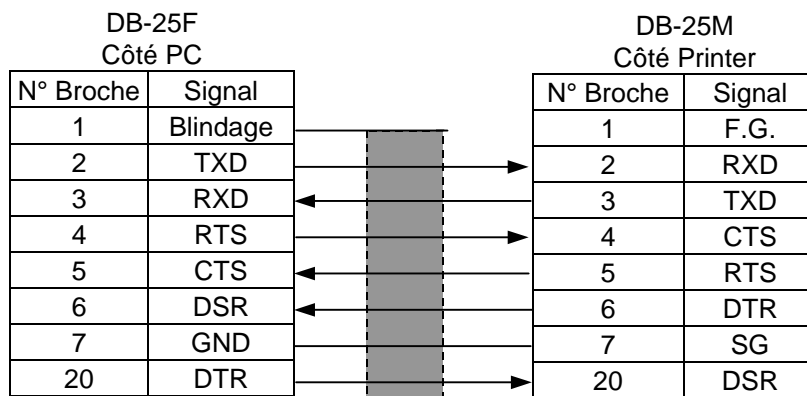 DB-25F
Côté PC
N° Broche Signal
1 Blindage
2 TXD
3 RXD
4 RTS
5 CTS
6 DSR
7 GND
20 DTR
DB-25M
Côté Printer
N° Broche Signal
1 F.G.
2 RXD
3 TXD
4 CTS
5 RTS
6 DTR
7 SG
20 DSR